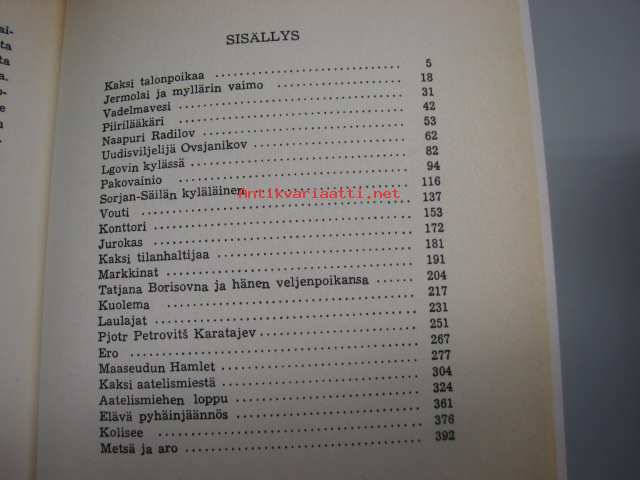 SISÄLLYS
Kaksi talonpoikaa 5
Jermolai ja myllärin vaimo 18
Vadelmavesi 31
Piirilääkäri 42
Naapuri Radilov 53
Uudisviljelijä Ovsjanikov 62
Lgovin kylässä 82
Pakovainio 94
Sorjan-Säilän kyläläinen 116
Vouti 137
Konttori 153
Jurokas 172
Kaksi tilanhaltijaa 181
Markkinat 191
Tatjana Borisovna ja hänen veljenpoikansa 204
Kuolema 217
Laulajat 231
Pjotr Petrovitš Karatajev 251
Ero 267
Maaseudun Hamlet 277
Kaksi aatelismiestä 304
Aatelismiehen loppu 324
Elävä pyhäinjäännös 361
Kolisee 376
Metsä ja aro 392
Antikvariaatti.net